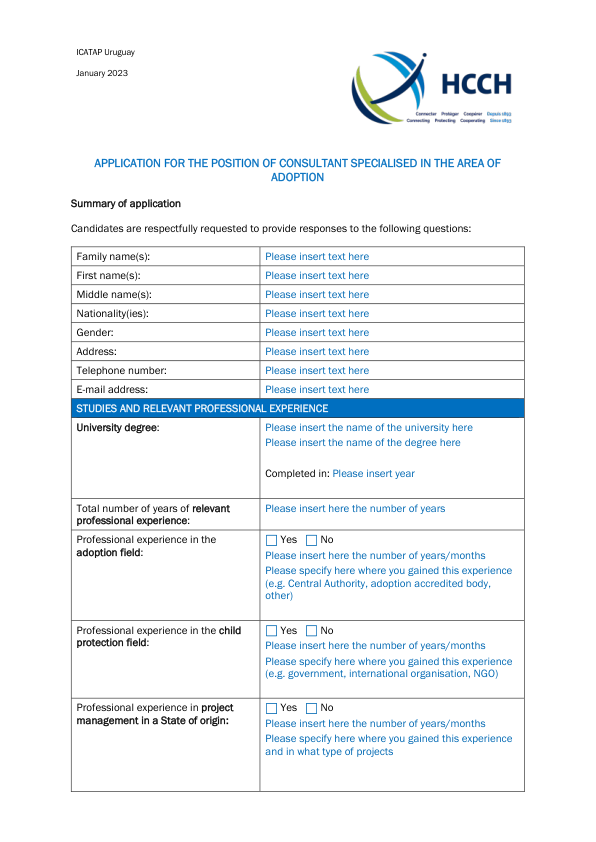 ICATAP Uruguay
January 2023
HCCH
Connecter Protéger Coopérer Depuis 1893
Connecting Protecting Cooperating Since 1893
APPLICATION FOR THE POSITION OF CONSULTANT SPECIALISED IN THE AREA OF
ADOPTION
Summary of application
Candidates are respectfully requested to provide responses to the following questions:
Family name(s): Please insert text here
First name(s): Please insert text here
Middle name(s): Please insert text here
Nationality(ies): Please insert text here
Gender: Please insert text here
Address: Please insert text here
Telephone number: Please insert text here
E-mail address: Please insert text here
STUDIES AND RELEVANT PROFESSIONAL EXPERIENCE
University degree: Please insert the name of the university here
Please insert the name of the degree here
Completed in: Please insert year
Total number of years of relevant
professional experience:
Please insert here the number of years
Professional experience in the
adoption field:
Yes No
Please insert here the number of years/months
Please specify here where you gained this experience
(e.g. Central Authority, adoption accredited body,
other)
Professional experience in the child
protection field:
Yes No
Please insert here the number of years/months
Please specify here where you gained this experience
(e.g. government, international organisation, NGO)
Professional experience in project
management in a State of origin:
Yes No
Please insert here the number of years/months
Please specify here where you gained this experience
and in what type of projects